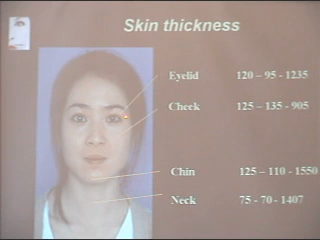 Skin thickness
Eyelid 120 – 95 - 1235
Cheek 125 – 135 - 905
Chin 125 – 110 - 1550
Neck 75 - 70 - 1407